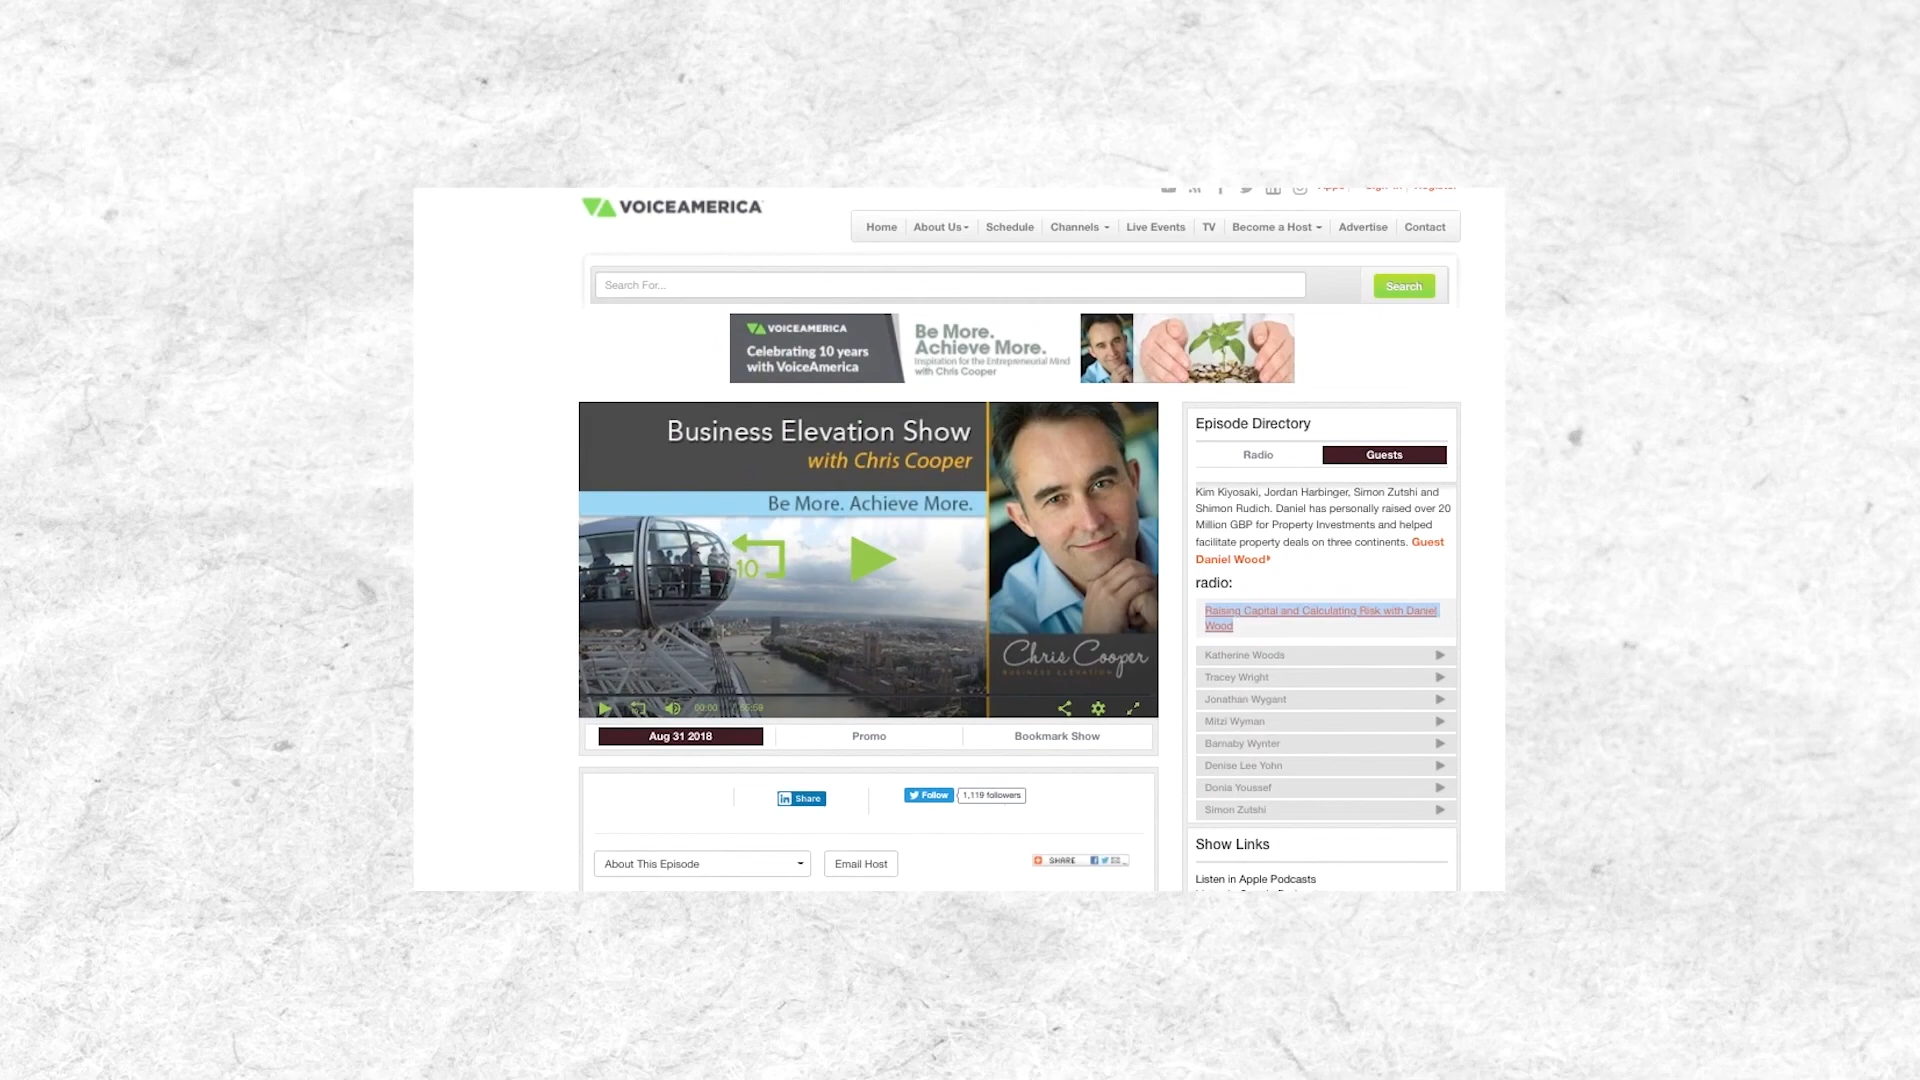 VOICEAMERICA
Home About Us Schedule Channels Live Events TV Become a Host Advertise Contact
Search For...
Search
VOICEAMERICA
Celebrating 10 years
with VoiceAmerica
Be More.
Achieve More.
Inspiration for the Entrepreneurial Mind
with Chris Cooper
Business Elevation Show
with Chris Cooper
Be More. Achieve More.
10
Chris Cooper
BUSINESS ELEVATION
00:00
Aug 31 2018 Promo Bookmark Show
in Share
Follow 1,119 followers
About This Episode
Email Host
SHARE
Episode Directory
Radio Guests
Kim Kiyosaki, Jordan Harbinger, Simon Zutshi and
Shimon Rudich. Daniel has personally raised over 20
Million GBP for Property Investments and helped
facilitate property deals on three continents. Guest
Daniel Wood
radio:
Raising Capital and Calculating Risk with Daniel
Wood
Katherine Woods
Tracey Wright
Jonathan Wygant
Mitzi Wyman
Barnaby Wynter
Denise Lee Yohn
Donia Youssef
Simon Zutshi
Show Links
Listen in Apple Podcasts